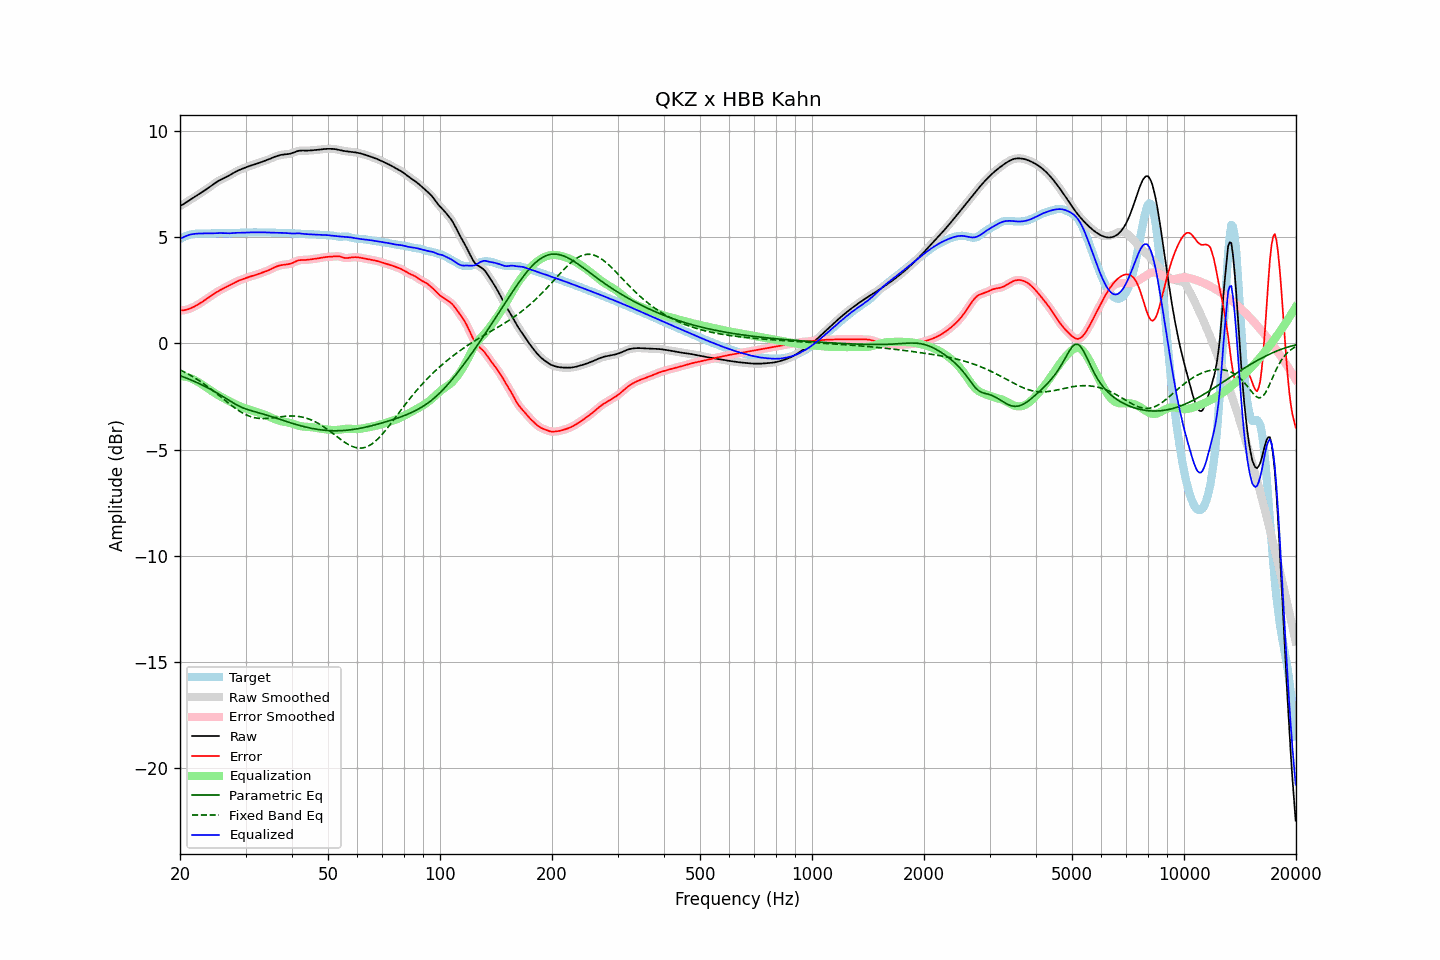 QKZ x HBB Kahn
10
5
0
−5
−10
−15
−20
Amplitude (dBr)
Target
Raw Smoothed
Error Smoothed
Raw
Error
Equalization
Parametric Eq
Fixed Band Eq
Equalized
20 50 100 200 500 1000 2000 5000 10000 20000
Frequency (Hz)